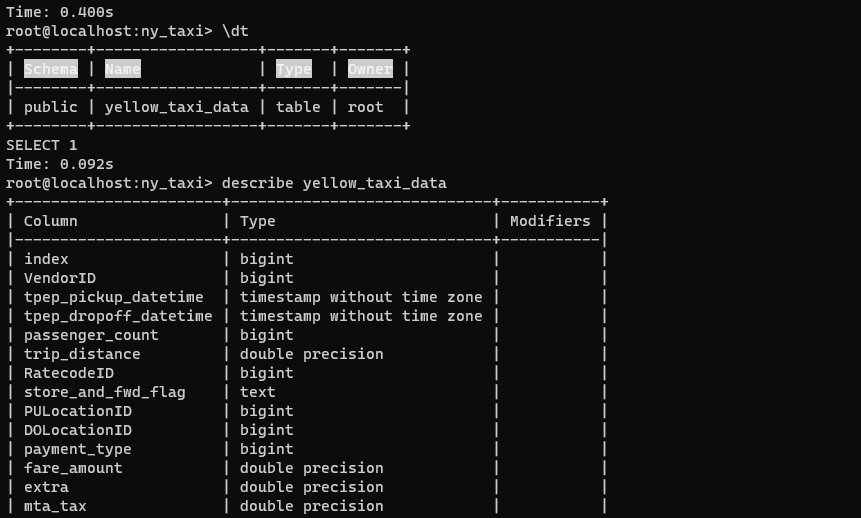 Time: 0.400s
root@localhost:ny_taxi> \dt
+--------+------------------+-------+-------+
| Schema | Name             | Type  | Owner |
|--------+------------------+-------+-------|
| public | yellow_taxi_data | table | root  |
+--------+------------------+-------+-------+
SELECT 1
Time: 0.092s
root@localhost:ny_taxi> describe yellow_taxi_data
+-----------------------+-----------------------------+-----------+
| Column                | Type                        | Modifiers |
|-----------------------+-----------------------------+-----------|
| index                 | bigint                      |           |
| VendorID              | bigint                      |           |
| tpep_pickup_datetime  | timestamp without time zone |           |
| tpep_dropoff_datetime | timestamp without time zone |           |
| passenger_count       | bigint                      |           |
| trip_distance         | double precision            |           |
| RatecodeID            | bigint                      |           |
| store_and_fwd_flag    | text                        |           |
| PULocationID          | bigint                      |           |
| DOLocationID          | bigint                      |           |
| payment_type          | bigint                      |           |
| fare_amount           | double precision            |           |
| extra                 | double precision            |           |
| mta_tax               | double precision            |           |